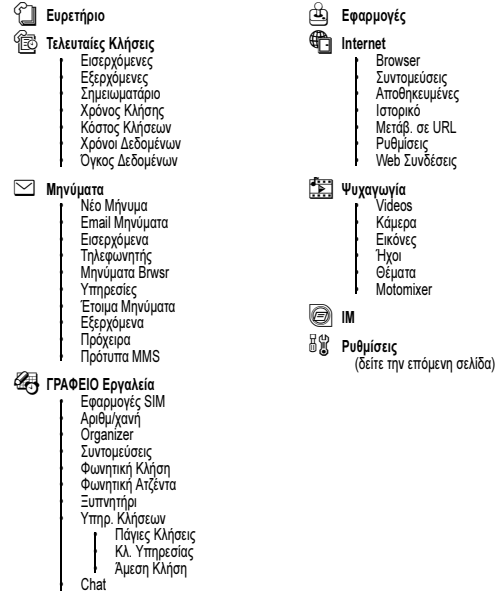 Ευρετήριο
Τελευταίες Κλήσεις
Εισερχόμενες
Εξερχόμενες
Σημειωματάριο
Χρόνος Κλήσης
Κόστος Κλήσεων
Χρόνοι Δεδομένων
Όγκος Δεδομένων
Μηνύματα
Νέο Μήνυμα
Email Μηνύματα
Εισερχόμενα
Τηλεφωνητής
Μηνύματα Brwsr
Υπηρεσίες
Έτοιμα Μηνύματα
Εξερχόμενα
Πρόχειρα
Πρότυπα MMS
ΓΡΑΦΕΙΟ Εργαλεία
Εφαρμογές SIM
Αριθμ/χανή
Organizer
Συντομεύσεις
Φωνητική Κλήση
Φωνητική Ατζέντα
Ξυπνητήρι
Υπηρ. Κλήσεων
Πάγιες Κλήσεις
Κλ. Υπηρεσίας
Άμεση Κλήση
Chat
Εφαρμογές
Internet
Browser
Συντομεύσεις
Αποθηκευμένες
Ιστορικό
Μετάβ. σε URL
Ρυθμίσεις
Web Συνδέσεις
Ψυχαγωγία
Videos
Κάμερα
Εικόνες
Ήχοι
Θέματα
Motomixer
IM
Ρυθμίσεις
(δείτε την επόμενη σελίδα)